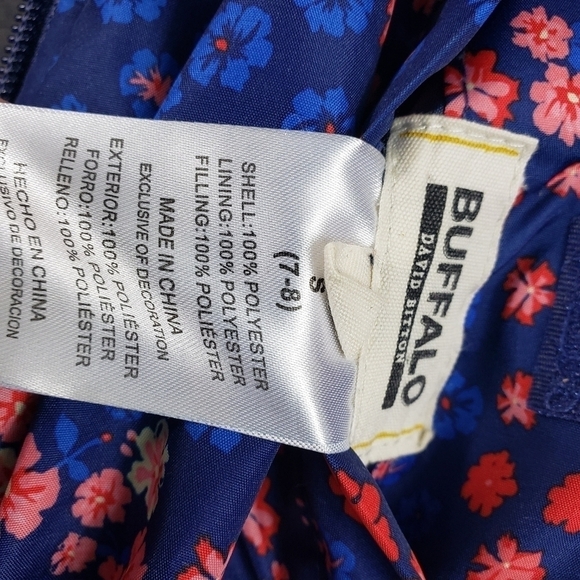 BUFFALO
DAVID BITTON
S
(7-8)
SHELL:100% POLYESTER
LINING:100% POLYESTER
FILLING:100% POLYESTER
MADE IN CHINA
EXCLUSIVE OF DECORATION
EXTERIOR:100% POLIÉSTER
FORRO:100% POLIÉSTER
RELLENO:100% POLIÉSTER
HECHO EN CHINA
EXCLUSIVO DE DECORACION